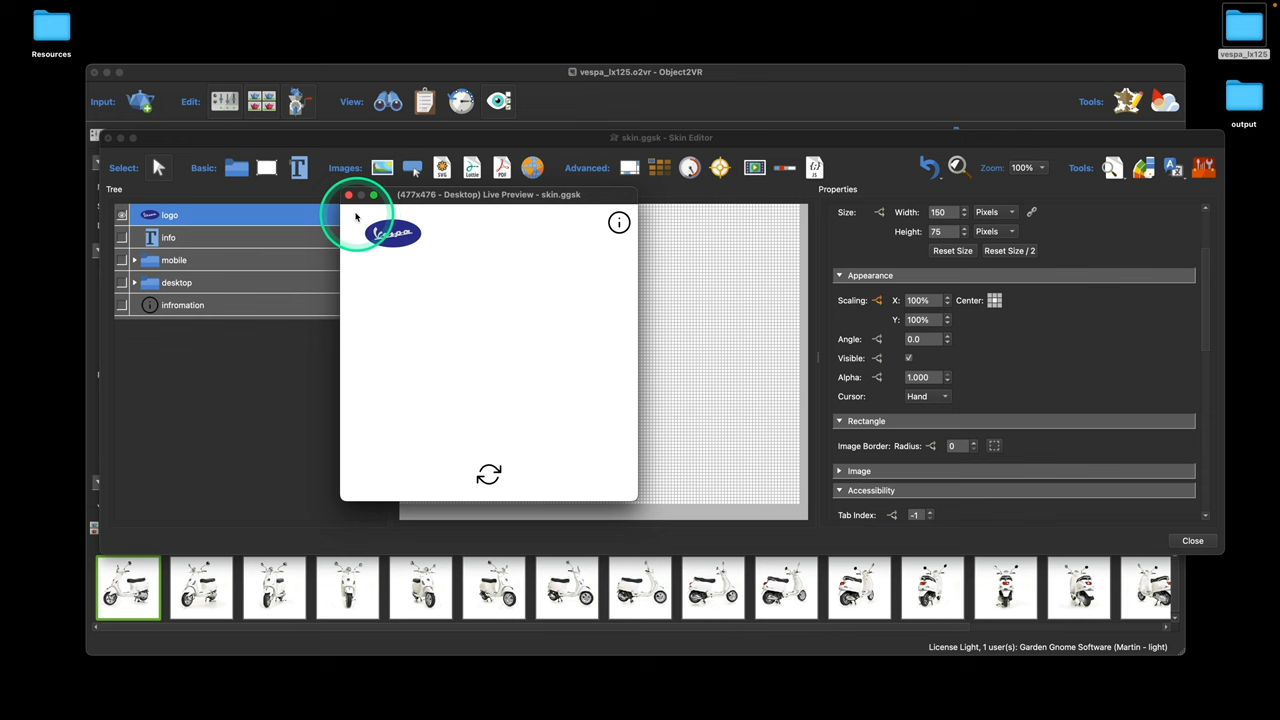 Resources
vespa_lx125
output
vespa_lx125.o2vr - Object2VR
Input:
Edit:
View:
Tools:
skin.ggsk - Skin Editor
Select:
Basic:
Images:
Advanced:
Zoom:
100%
Tools:
Tree
Properties
(477x476 - Desktop) Live Preview - skin.ggsk
logo
info
mobile
desktop
infromation
Vespa
Size:
Width:
150
Pixels
Height:
75
Pixels
Reset Size
Reset Size / 2
Appearance
Scaling:
X:
100%
Center:
Y:
100%
Angle:
0.0
Visible:
Alpha:
1.000
Cursor:
Hand
Rectangle
Image Border:
Radius:
0
Image
Accessibility
Tab Index:
-1
Close
License Light, 1 user(s): Garden Gnome Software (Martin - light)